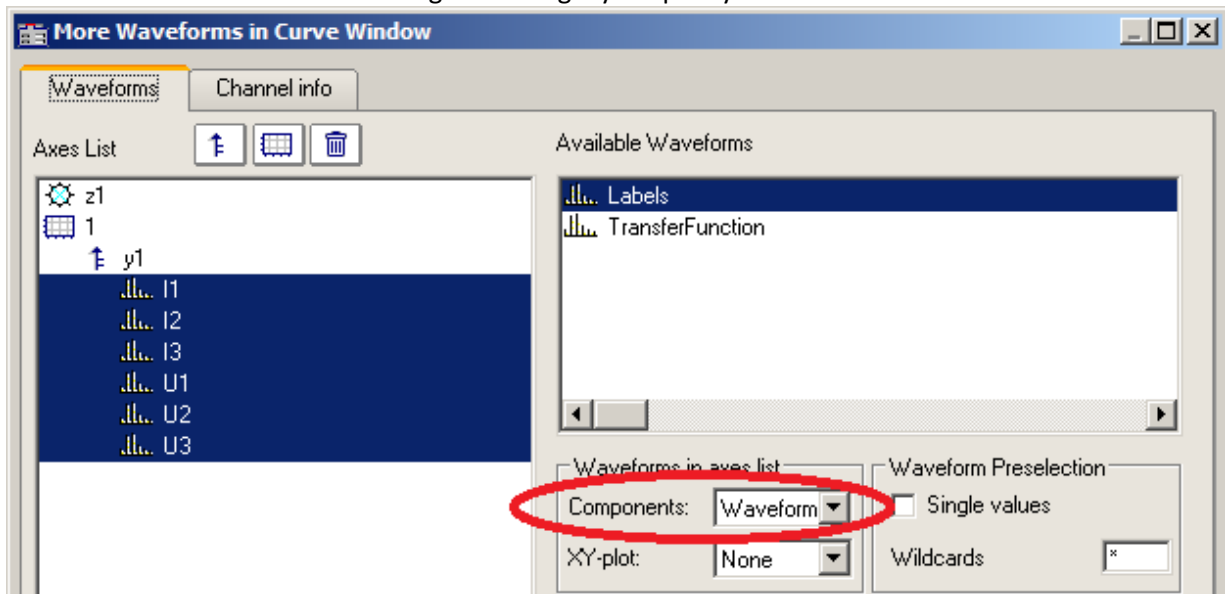 More Waveforms in Curve Window
Waveforms
Channel info
Axes List
z1
1
y1
I1
I2
I3
U1
U2
U3
Available Waveforms
Labels
TransferFunction
Waveforms in axes list
Components:
Waveform
XY-plot:
None
Waveform Preselection
Single values
Wildcards
*